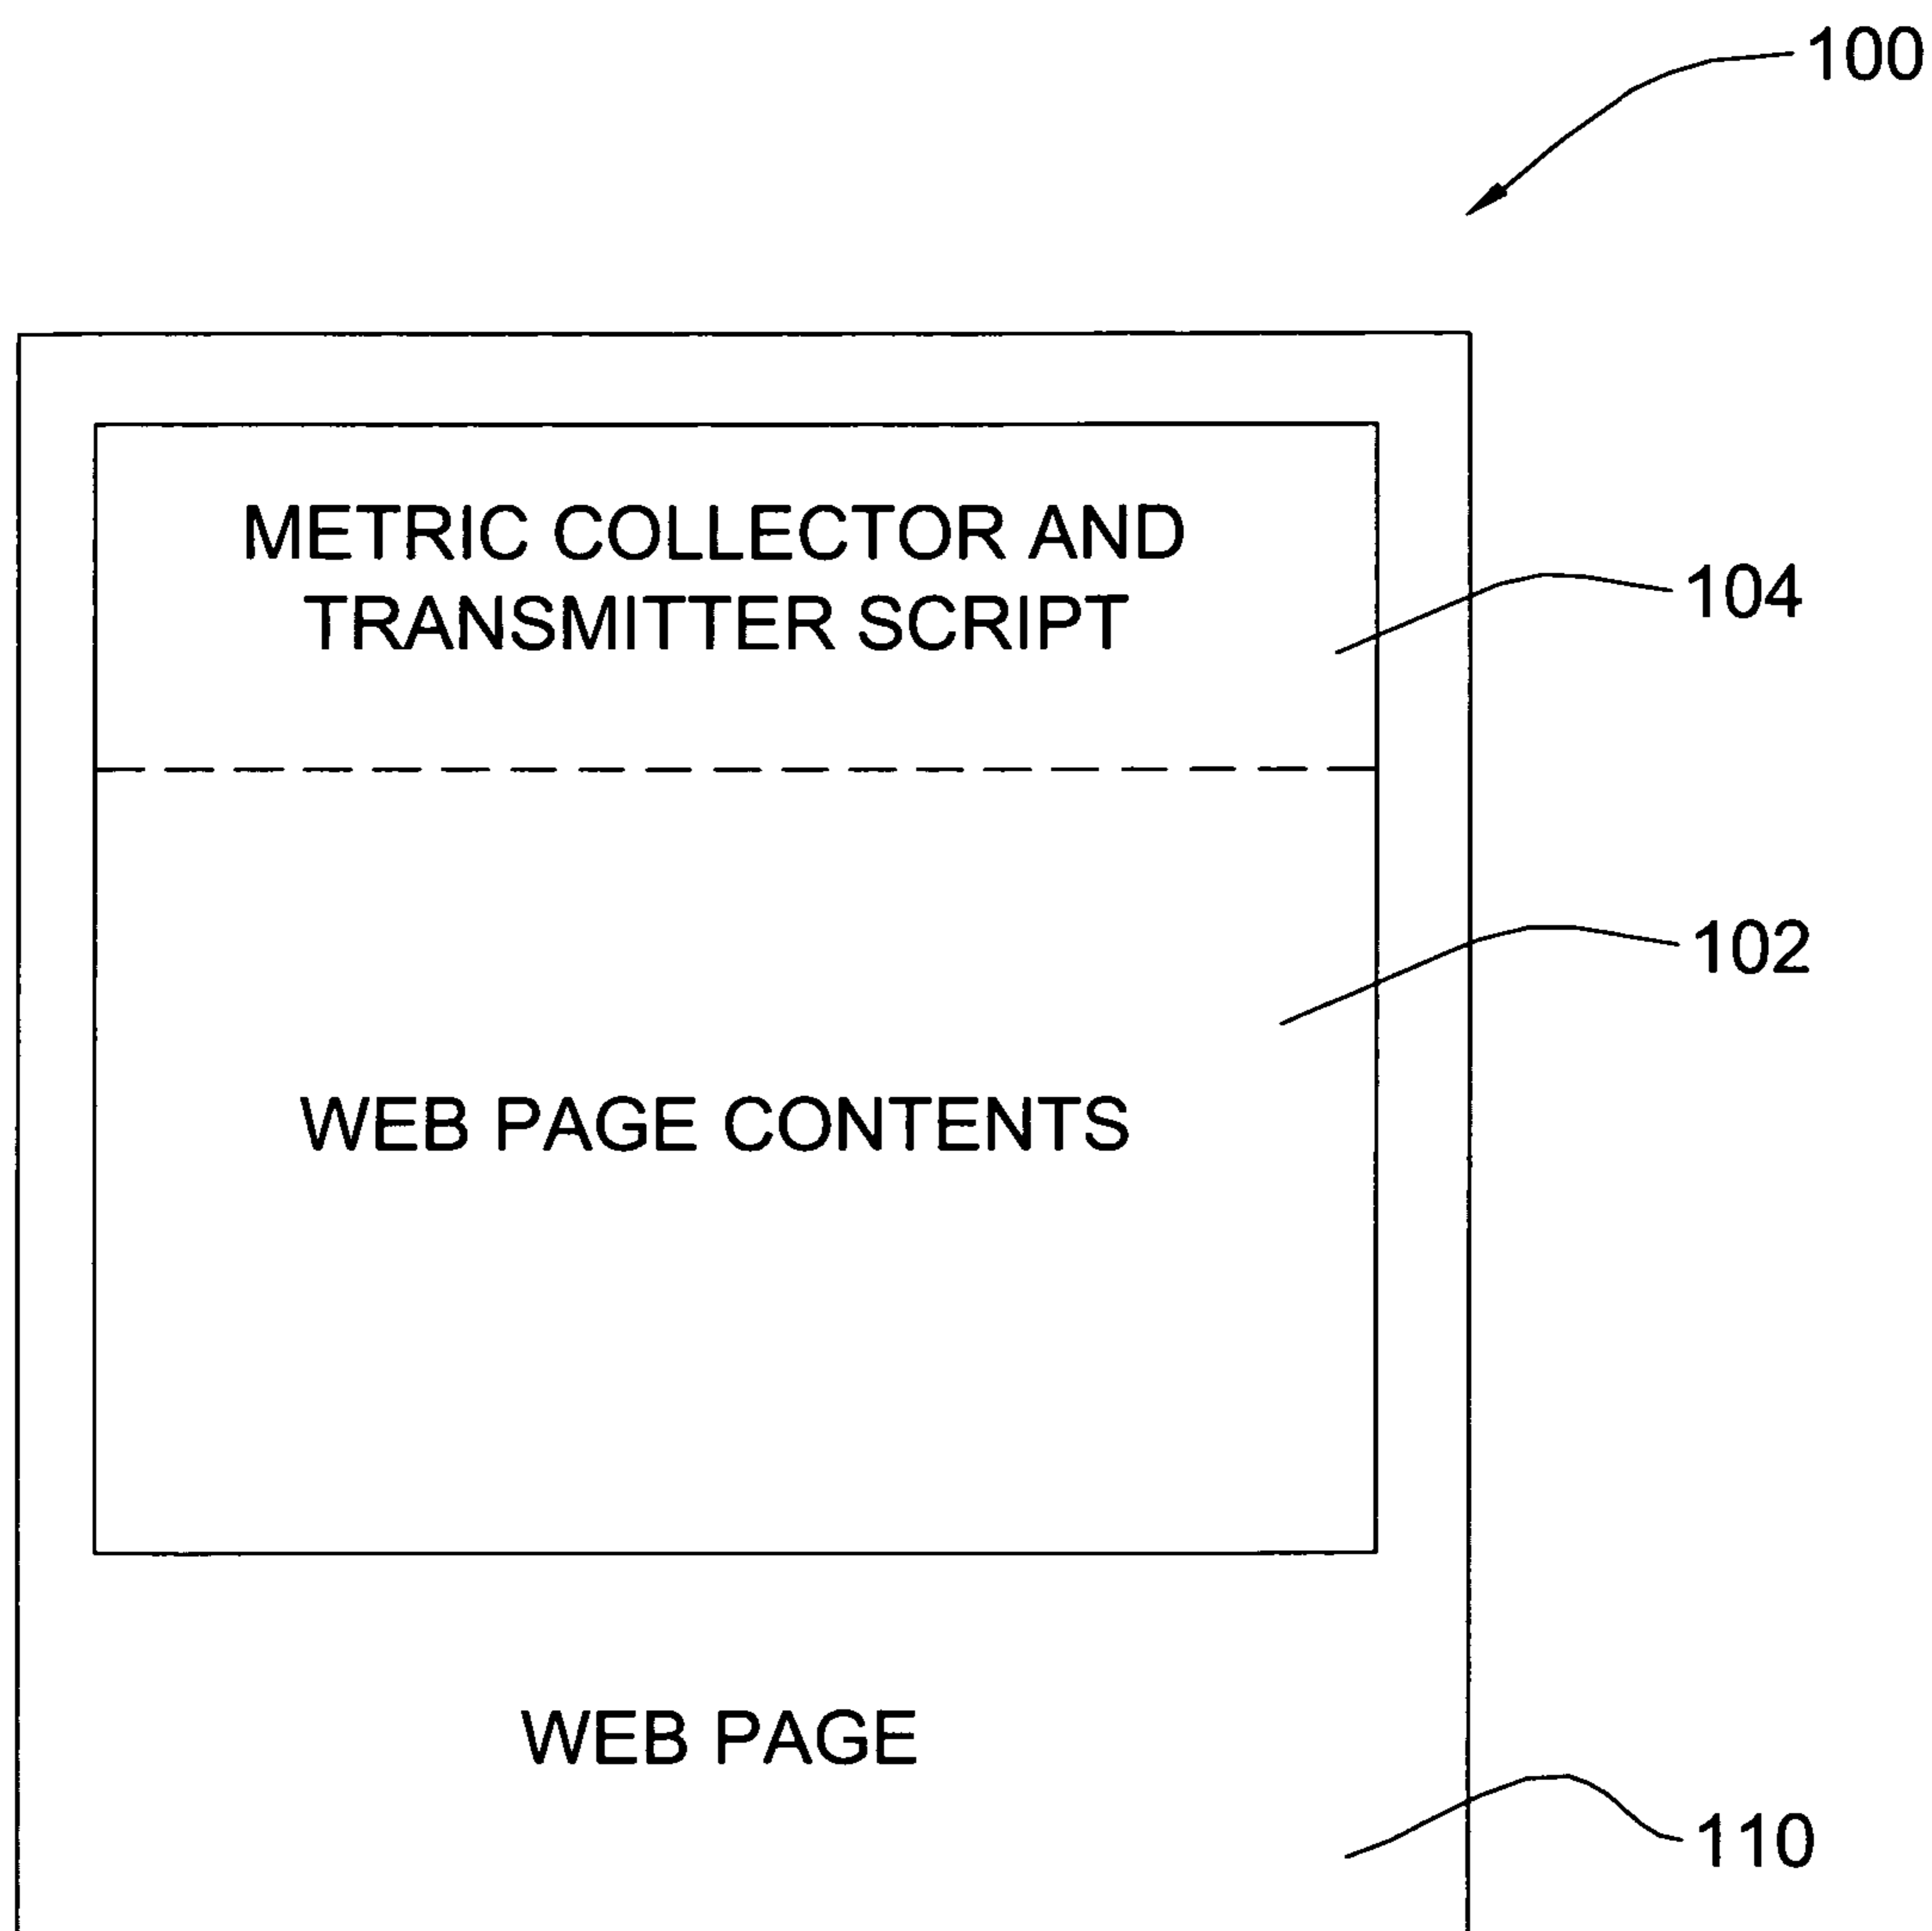 100
METRIC COLLECTOR AND
TRANSMITTER SCRIPT
104
102
WEB PAGE CONTENTS
WEB PAGE
110